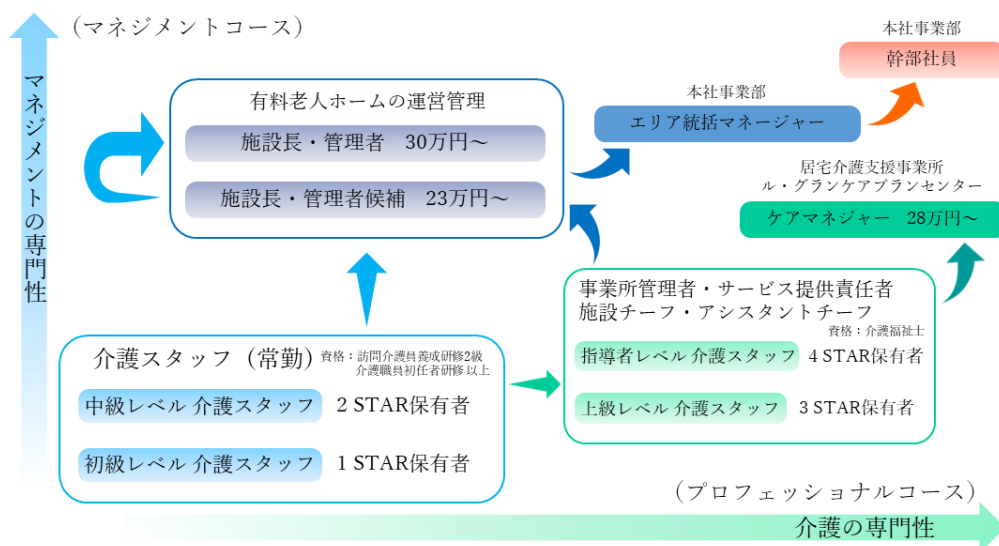 （マネジメントコース）
マネジメントの専門性
本社事業部
幹部社員
有料老人ホームの運営管理
施設長・管理者　30万円～
施設長・管理者候補　23万円～
本社事業部
エリア統括マネージャー
居宅介護支援事業所
ル・グランケアプランセンター
ケアマネジャー　28万円～
事業所管理者・サービス提供責任者
施設チーフ・アシスタントチーフ
資格：介護福祉士
指導者レベル 介護スタッフ　4 STAR保有者
上級レベル 介護スタッフ　3 STAR保有者
介護スタッフ（常勤）
資格：訪問介護員養成研修2級
介護職員初任者研修 以上
中級レベル 介護スタッフ　2 STAR保有者
初級レベル 介護スタッフ　1 STAR保有者
（プロフェッショナルコース）
介護の専門性